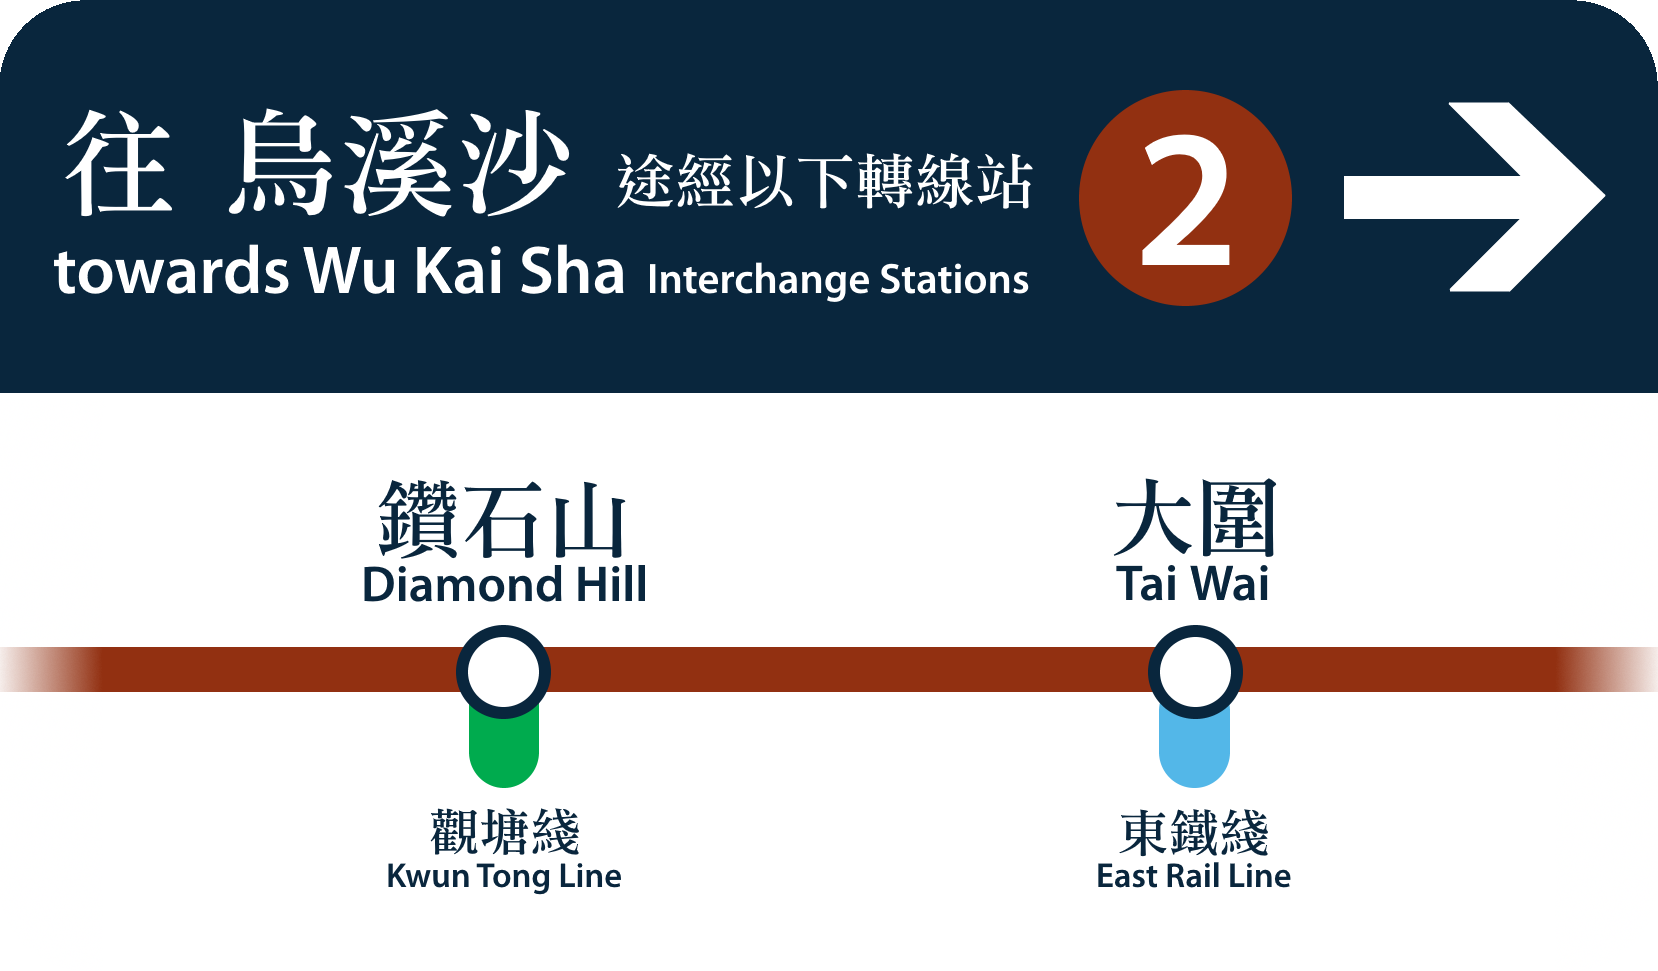 往 烏溪沙 途經以下轉線站
towards Wu Kai Sha Interchange Stations
2
鑽石山
Diamond Hill
大圍
Tai Wai
觀塘綫
Kwun Tong Line
東鐵綫
East Rail Line